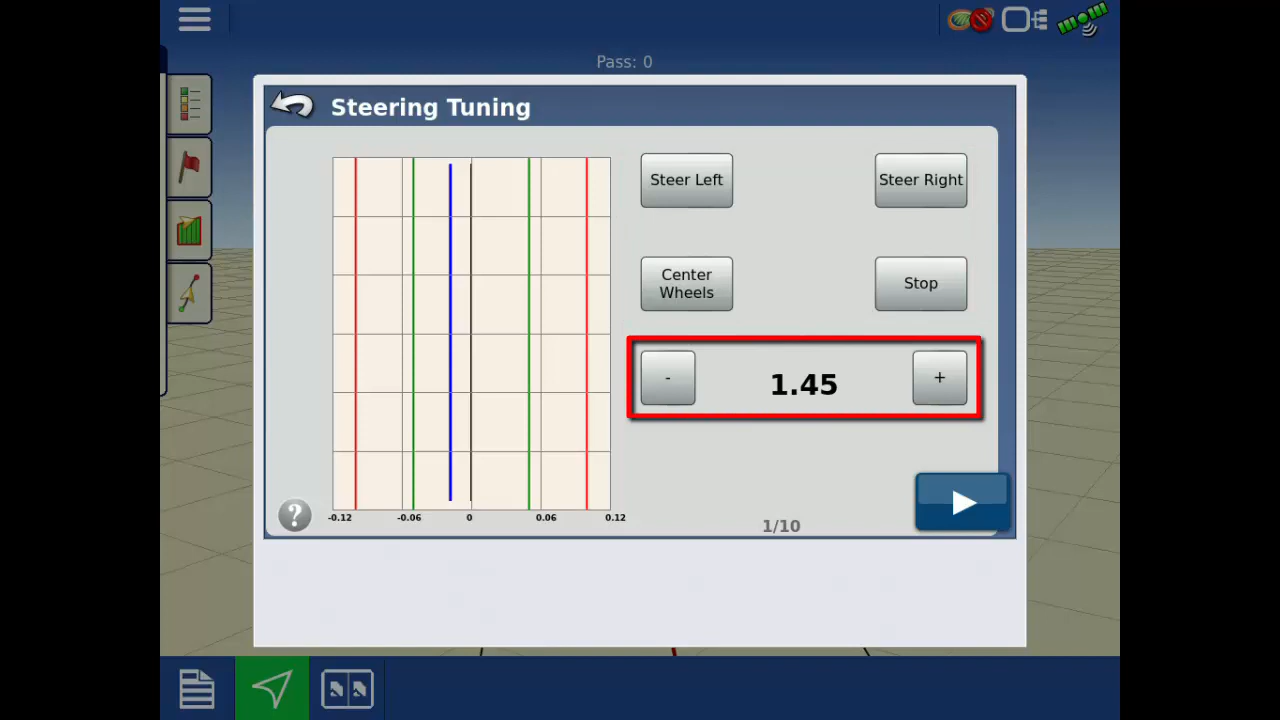 Pass: 0
Steering Tuning
Steer Left
Steer Right
Center
Wheels
Stop
-
1.45
+
-0.12
-0.06
0
0.06
0.12
?
1/10